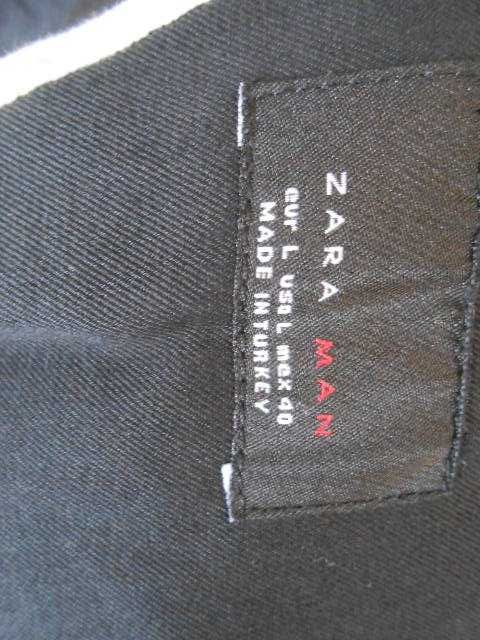 ZARA MAN
eur L usa L mex 40
MADE IN TURKEY